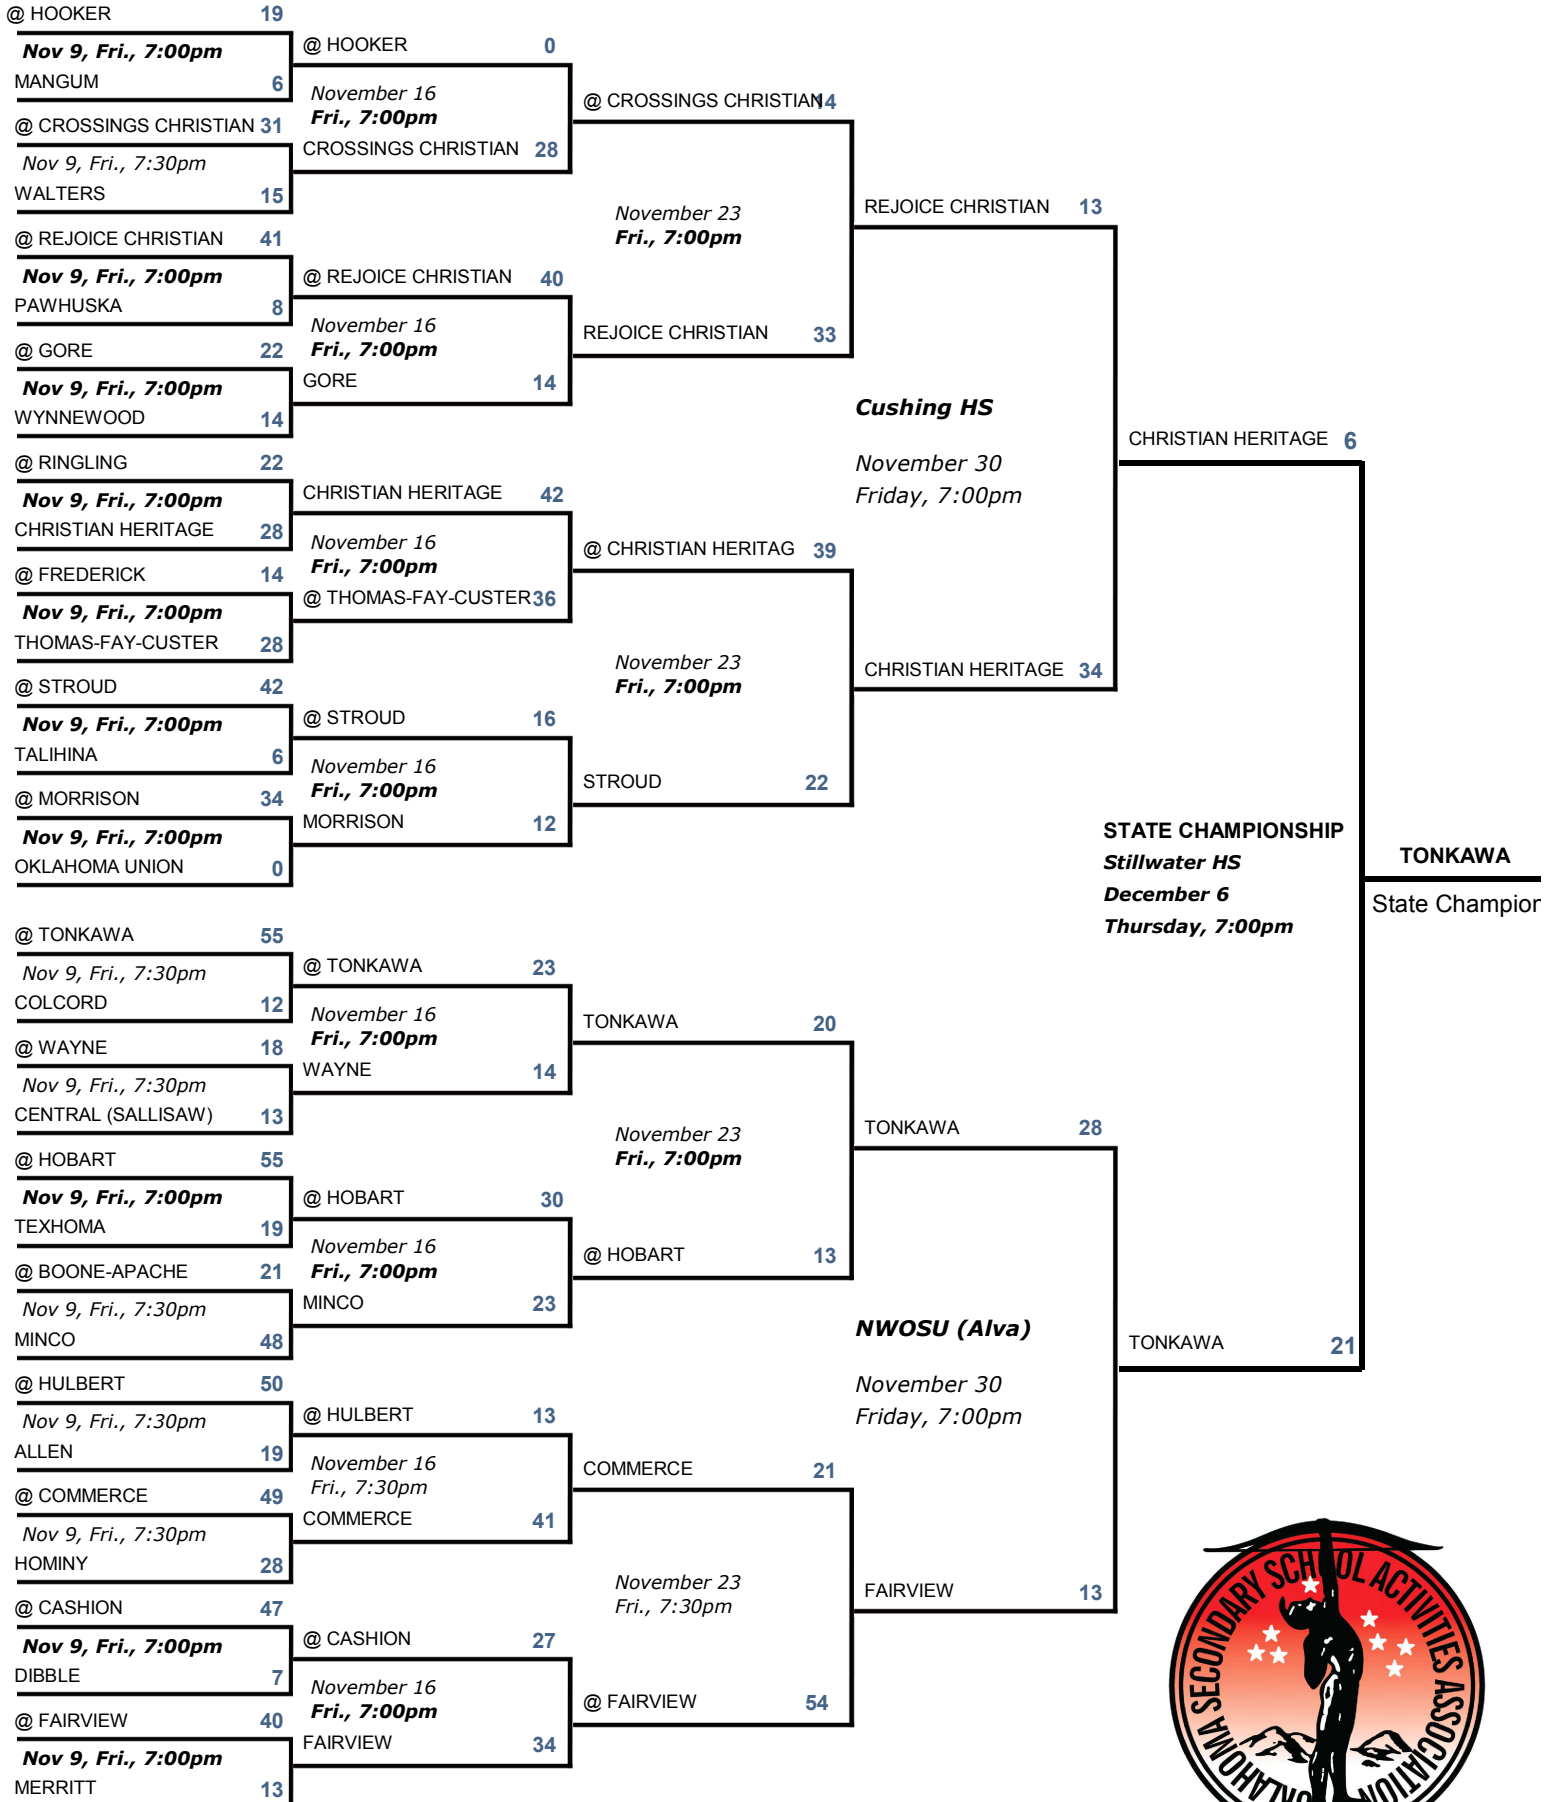 @ HOOKER 19
Nov 9, Fri., 7:00pm
MANGUM 6
@ CROSSINGS CHRISTIAN 31
Nov 9, Fri., 7:30pm
WALTERS 15
@ REJOICE CHRISTIAN 41
Nov 9, Fri., 7:00pm
PAWHUSKA 8
@ GORE 22
Nov 9, Fri., 7:00pm
WYNNEWOOD 14
@ RINGLING 22
Nov 9, Fri., 7:00pm
CHRISTIAN HERITAGE 28
@ FREDERICK 14
Nov 9, Fri., 7:00pm
THOMAS-FAY-CUSTER 28
@ STROUD 42
Nov 9, Fri., 7:00pm
TALIHINA 6
@ MORRISON 34
Nov 9, Fri., 7:00pm
OKLAHOMA UNION 0
@ TONKAWA 55
Nov 9, Fri., 7:30pm
COLCORD 12
@ WAYNE 18
Nov 9, Fri., 7:30pm
CENTRAL (SALLISAW) 13
@ HOBART 55
Nov 9, Fri., 7:00pm
TEXHOMA 19
@ BOONE-APACHE 21
Nov 9, Fri., 7:30pm
MINCO 48
@ HULBERT 50
Nov 9, Fri., 7:30pm
ALLEN 19
@ COMMERCE 49
Nov 9, Fri., 7:30pm
HOMINY 28
@ CASHION 47
Nov 9, Fri., 7:00pm
DIBBLE 7
@ FAIRVIEW 40
Nov 9, Fri., 7:00pm
MERRITT 13
@ HOOKER 0
November 16
Fri., 7:00pm
CROSSINGS CHRISTIAN 28
@ REJOICE CHRISTIAN 40
November 16
Fri., 7:00pm
GORE 14
CHRISTIAN HERITAGE 42
November 16
Fri., 7:00pm
@ THOMAS-FAY-CUSTER 36
@ STROUD 16
November 16
Fri., 7:00pm
MORRISON 12
@ TONKAWA 23
November 16
Fri., 7:00pm
WAYNE 14
@ HOBART 30
November 16
Fri., 7:00pm
MINCO 23
@ HULBERT 13
November 16
Fri., 7:30pm
COMMERCE 41
@ CASHION 27
November 16
Fri., 7:00pm
FAIRVIEW 34
@ CROSSINGS CHRISTIAN 14
November 23
Fri., 7:00pm
REJOICE CHRISTIAN 33
@ CHRISTIAN HERITAG 39
November 23
Fri., 7:00pm
STROUD 22
TONKAWA 20
November 23
Fri., 7:00pm
@ HOBART 13
COMMERCE 21
November 23
Fri., 7:30pm
@ FAIRVIEW 54
REJOICE CHRISTIAN 13
Cushing HS
November 30
Friday, 7:00pm
CHRISTIAN HERITAGE 34
TONKAWA 28
NWOSU (Alva)
November 30
Friday, 7:00pm
FAIRVIEW 13
CHRISTIAN HERITAGE 6
STATE CHAMPIONSHIP
Stillwater HS
December 6
Thursday, 7:00pm
TONKAWA 21
TONKAWA
State Champion
OKLAHOMA SECONDARY SCHOOL ACTIVITIES ASSOCIATION